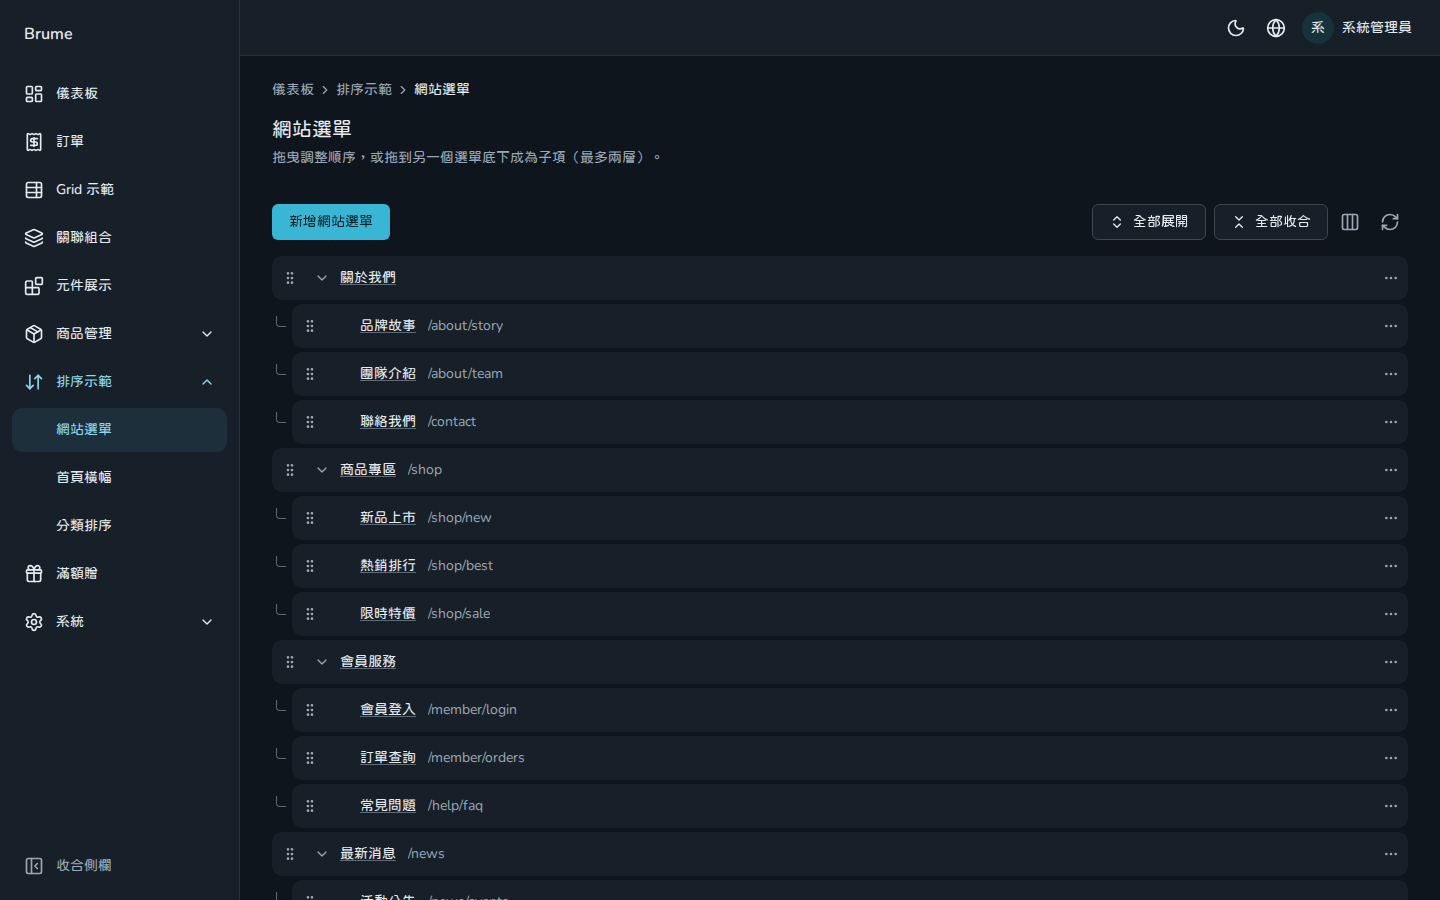 Brume
系 系統管理員
儀表板
訂單
Grid 示範
關聯組合
元件展示
商品管理
排序示範
網站選單
首頁橫幅
分類排序
滿額贈
系統
收合側欄
儀表板 排序示範 網站選單
網站選單
拖曳調整順序，或拖到另一個選單底下成為子項（最多兩層）。
新增網站選單 全部展開 全部收合
關於我們
品牌故事 /about/story
團隊介紹 /about/team
聯絡我們 /contact
商品專區 /shop
新品上市 /shop/new
熱銷排行 /shop/best
限時特價 /shop/sale
會員服務
會員登入 /member/login
訂單查詢 /member/orders
常見問題 /help/faq
最新消息 /news
活動公告 /news/events